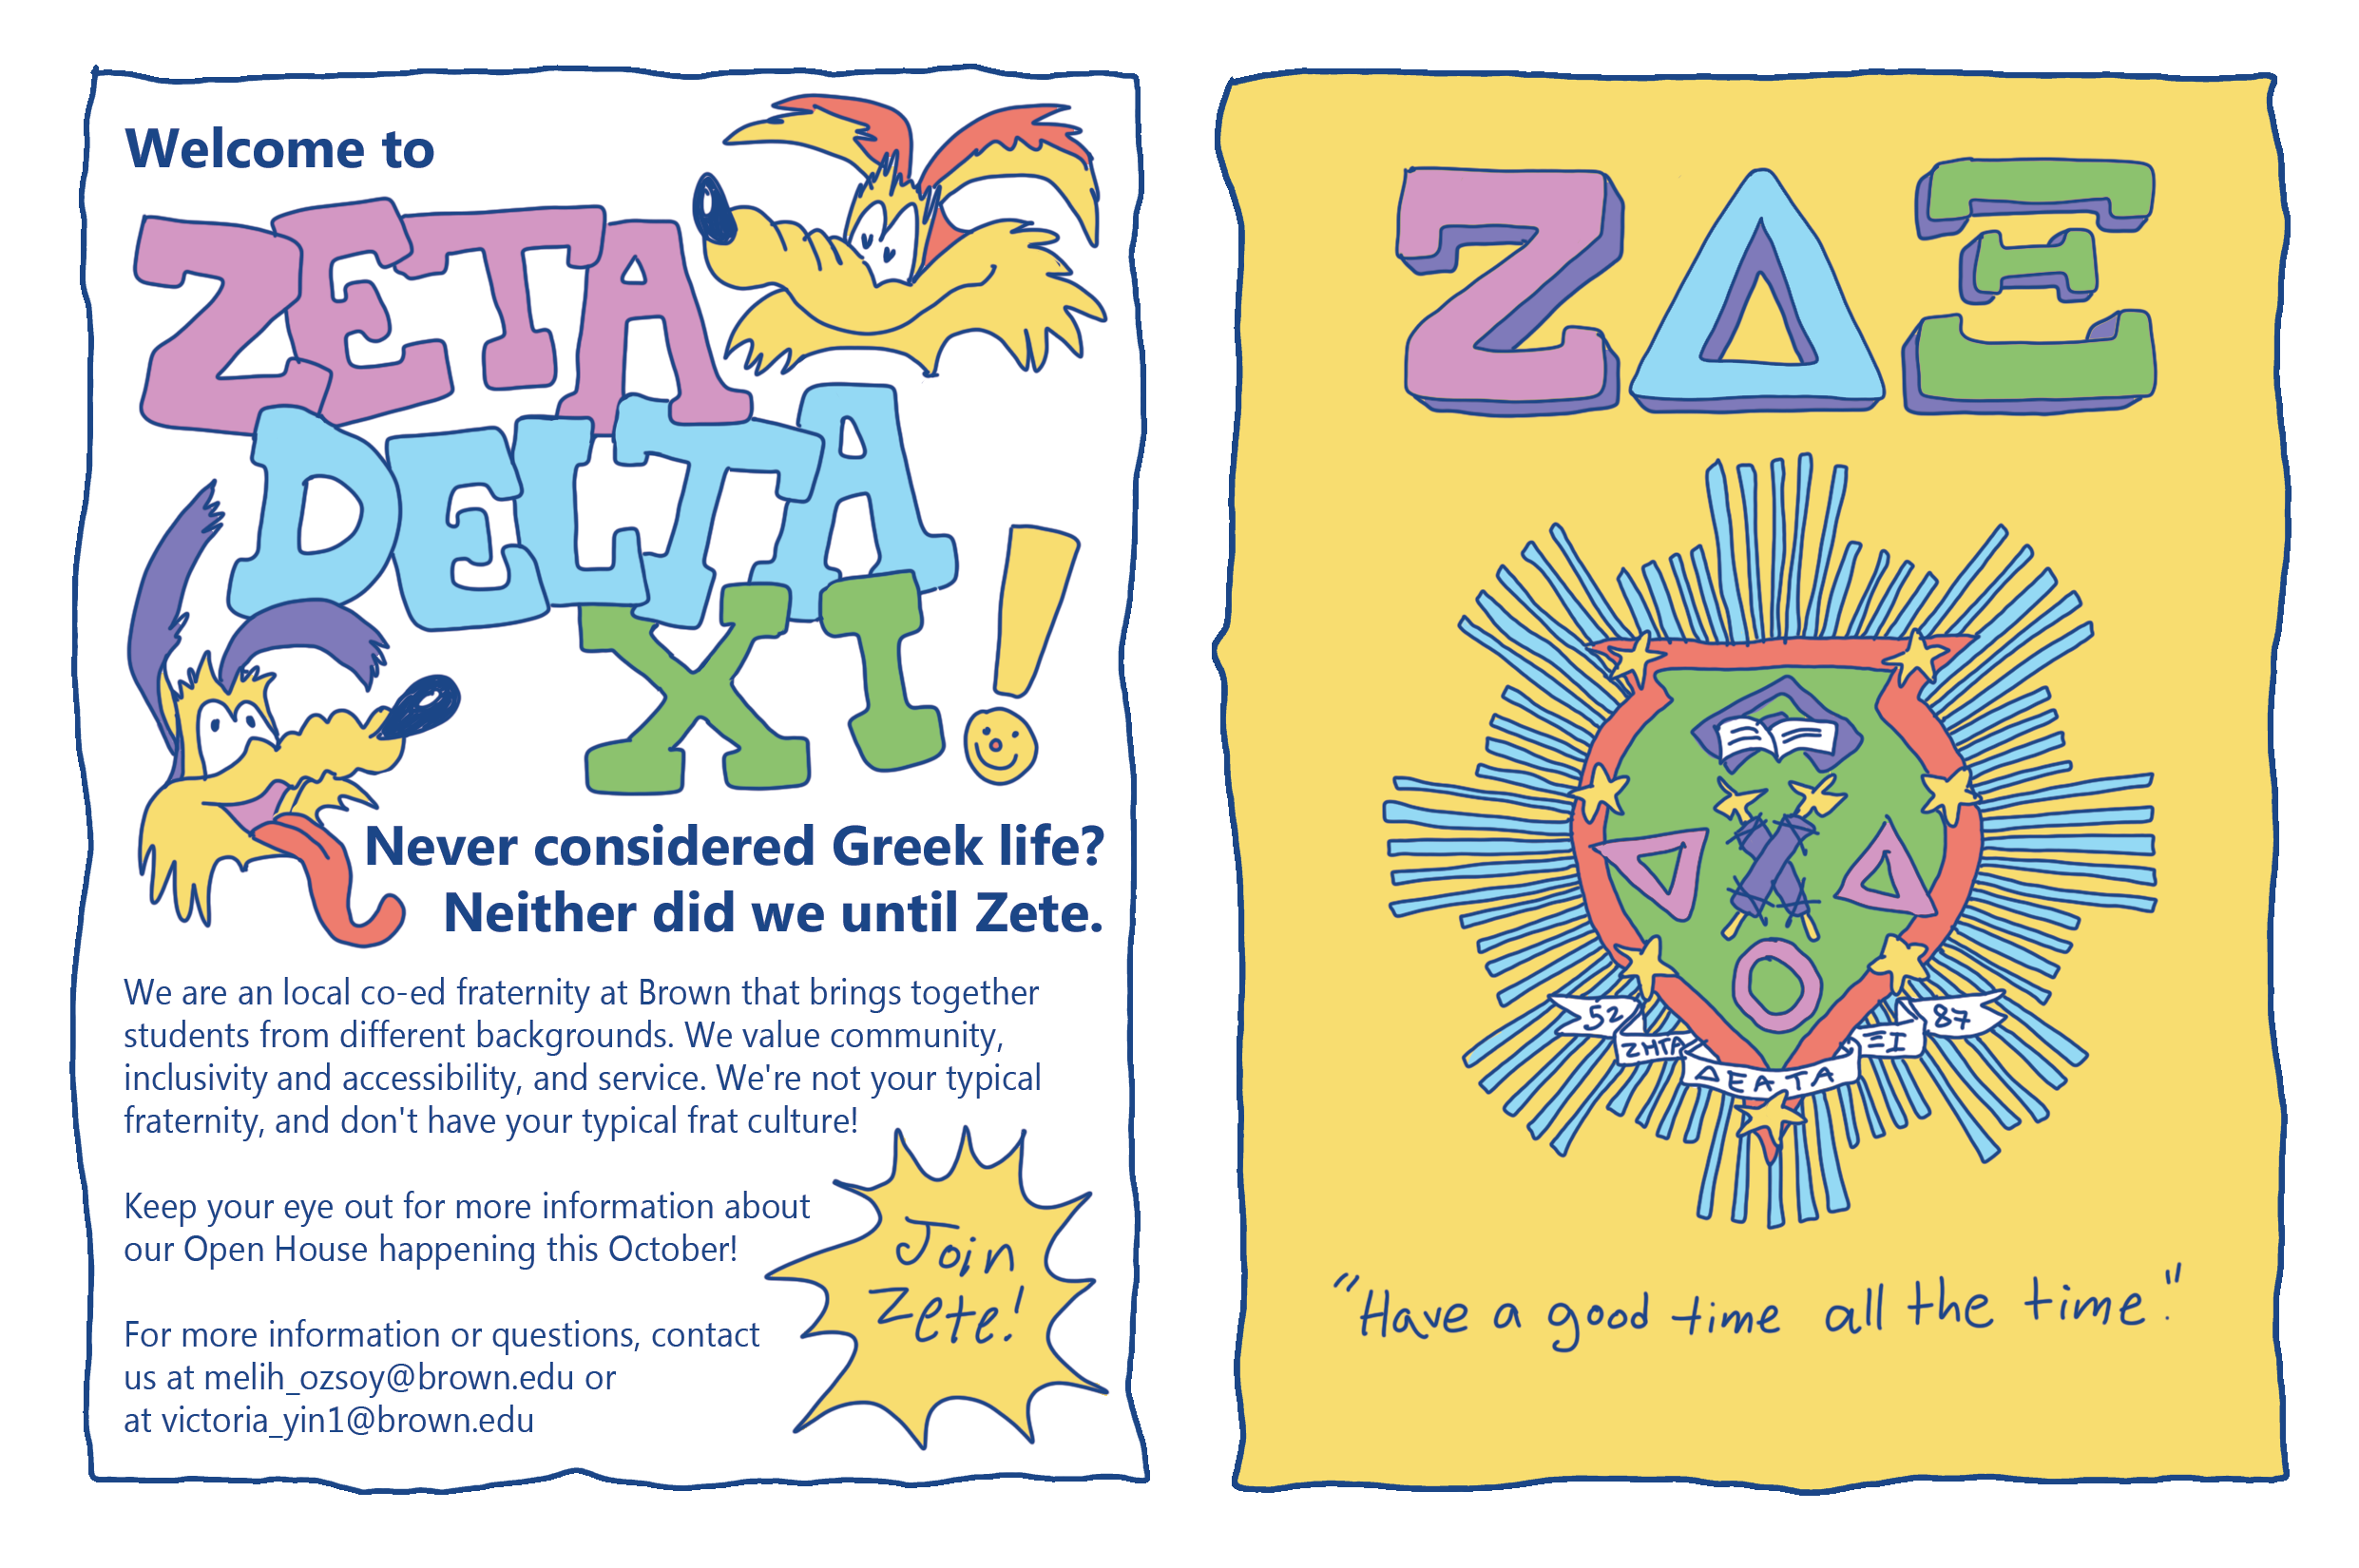 Welcome to
ZETA
DELTA
XI!
Never considered Greek life?
Neither did we until Zete.
We are an local co-ed fraternity at Brown that brings together
students from different backgrounds. We value community,
inclusivity and accessibility, and service. We're not your typical
fraternity, and don't have your typical frat culture!
Keep your eye out for more information about
our Open House happening this October!
For more information or questions, contact
us at melih_ozsoy@brown.edu or
at victoria_yin1@brown.edu
Join
Zete!
ΖΔΞ
Δ Χ Δ
Ο
52 ΖΗΤΑ ΔΕΛΤΑ ΞΙ 87
"Have a good time all the time."